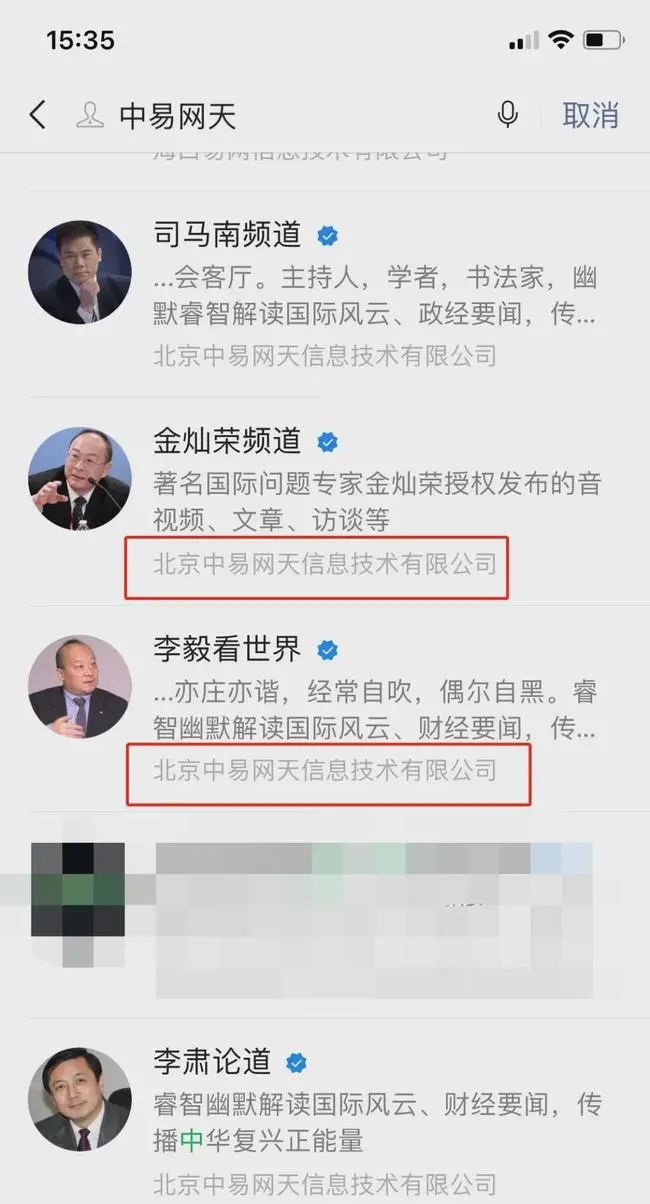 15:35
中易网天
取消
司马南频道
...会客厅。主持人，学者，书法家，幽
默睿智解读国际风云、政经要闻，传...
北京中易网天信息技术有限公司
金灿荣频道
著名国际问题专家金灿荣授权发布的音
视频、文章、访谈等
北京中易网天信息技术有限公司
李毅看世界
...亦庄亦谐，经常自吹，偶尔自黑。睿
智幽默解读国际风云、财经要闻，传...
北京中易网天信息技术有限公司
李肃论道
睿智幽默解读国际风云、财经要闻，传
播中华复兴正能量
北京中易网天信息技术有限公司